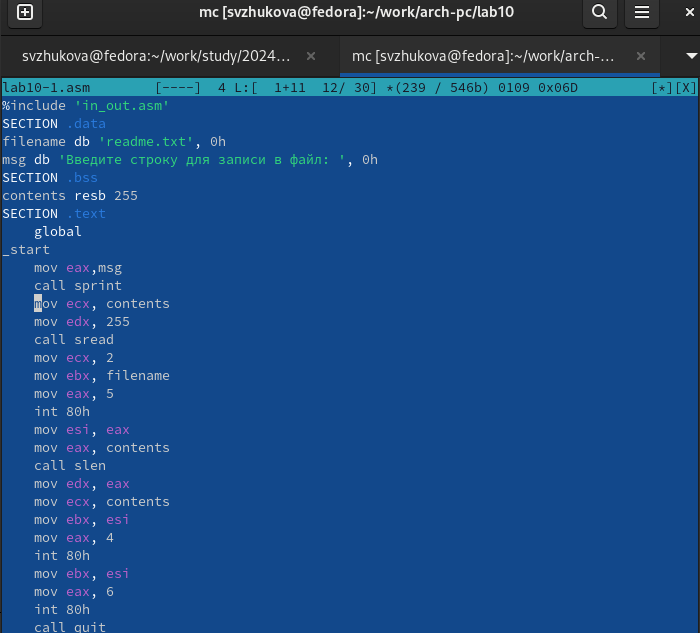 mc [svzhukova@fedora]:~/work/arch-pc/lab10
svzhukova@fedora:~/work/study/2024...
mc [svzhukova@fedora]:~/work/arch-...
lab10-1.asm [----] 4 L:[ 1+11 12/ 30] *(239 / 546b) 0109 0x06D [*][X]
%include 'in_out.asm'
SECTION .data
filename db 'readme.txt', 0h
msg db 'Введите строку для записи в файл: ', 0h
SECTION .bss
contents resb 255
SECTION .text
global
_start
mov eax,msg
call sprint
mov ecx, contents
mov edx, 255
call sread
mov ecx, 2
mov ebx, filename
mov eax, 5
int 80h
mov esi, eax
mov eax, contents
call slen
mov edx, eax
mov ecx, contents
mov ebx, esi
mov eax, 4
int 80h
mov ebx, esi
mov eax, 6
int 80h
call quit